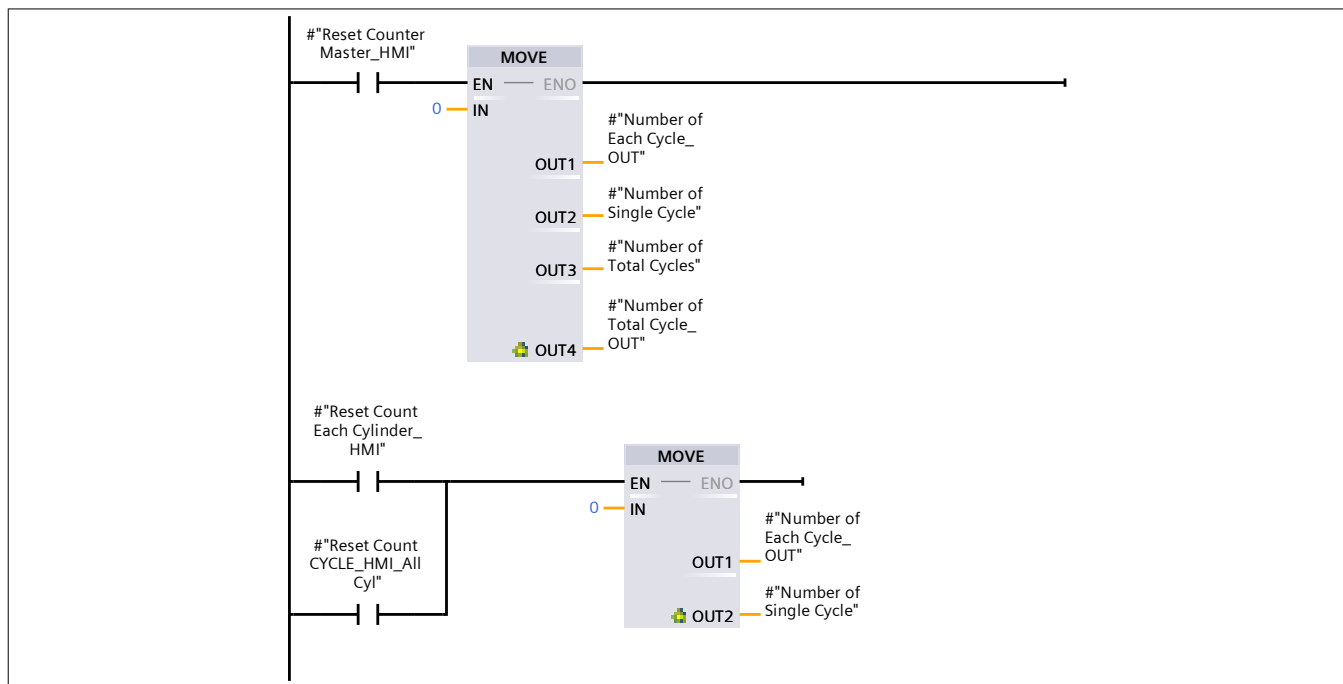 #"Reset Counter
Master_HMI"
MOVE
EN
ENO
0
IN
#"Number of
Each Cycle_
OUT"
OUT1
#"Number of
Single Cycle"
OUT2
#"Number of
Total Cycles"
OUT3
#"Number of
Total Cycle_
OUT"
OUT4
#"Reset Count
Each Cylinder_
HMI"
MOVE
EN
ENO
0
IN
#"Number of
Each Cycle_
OUT"
OUT1
#"Reset Count
CYCLE_HMI_All
Cyl"
#"Number of
Single Cycle"
OUT2